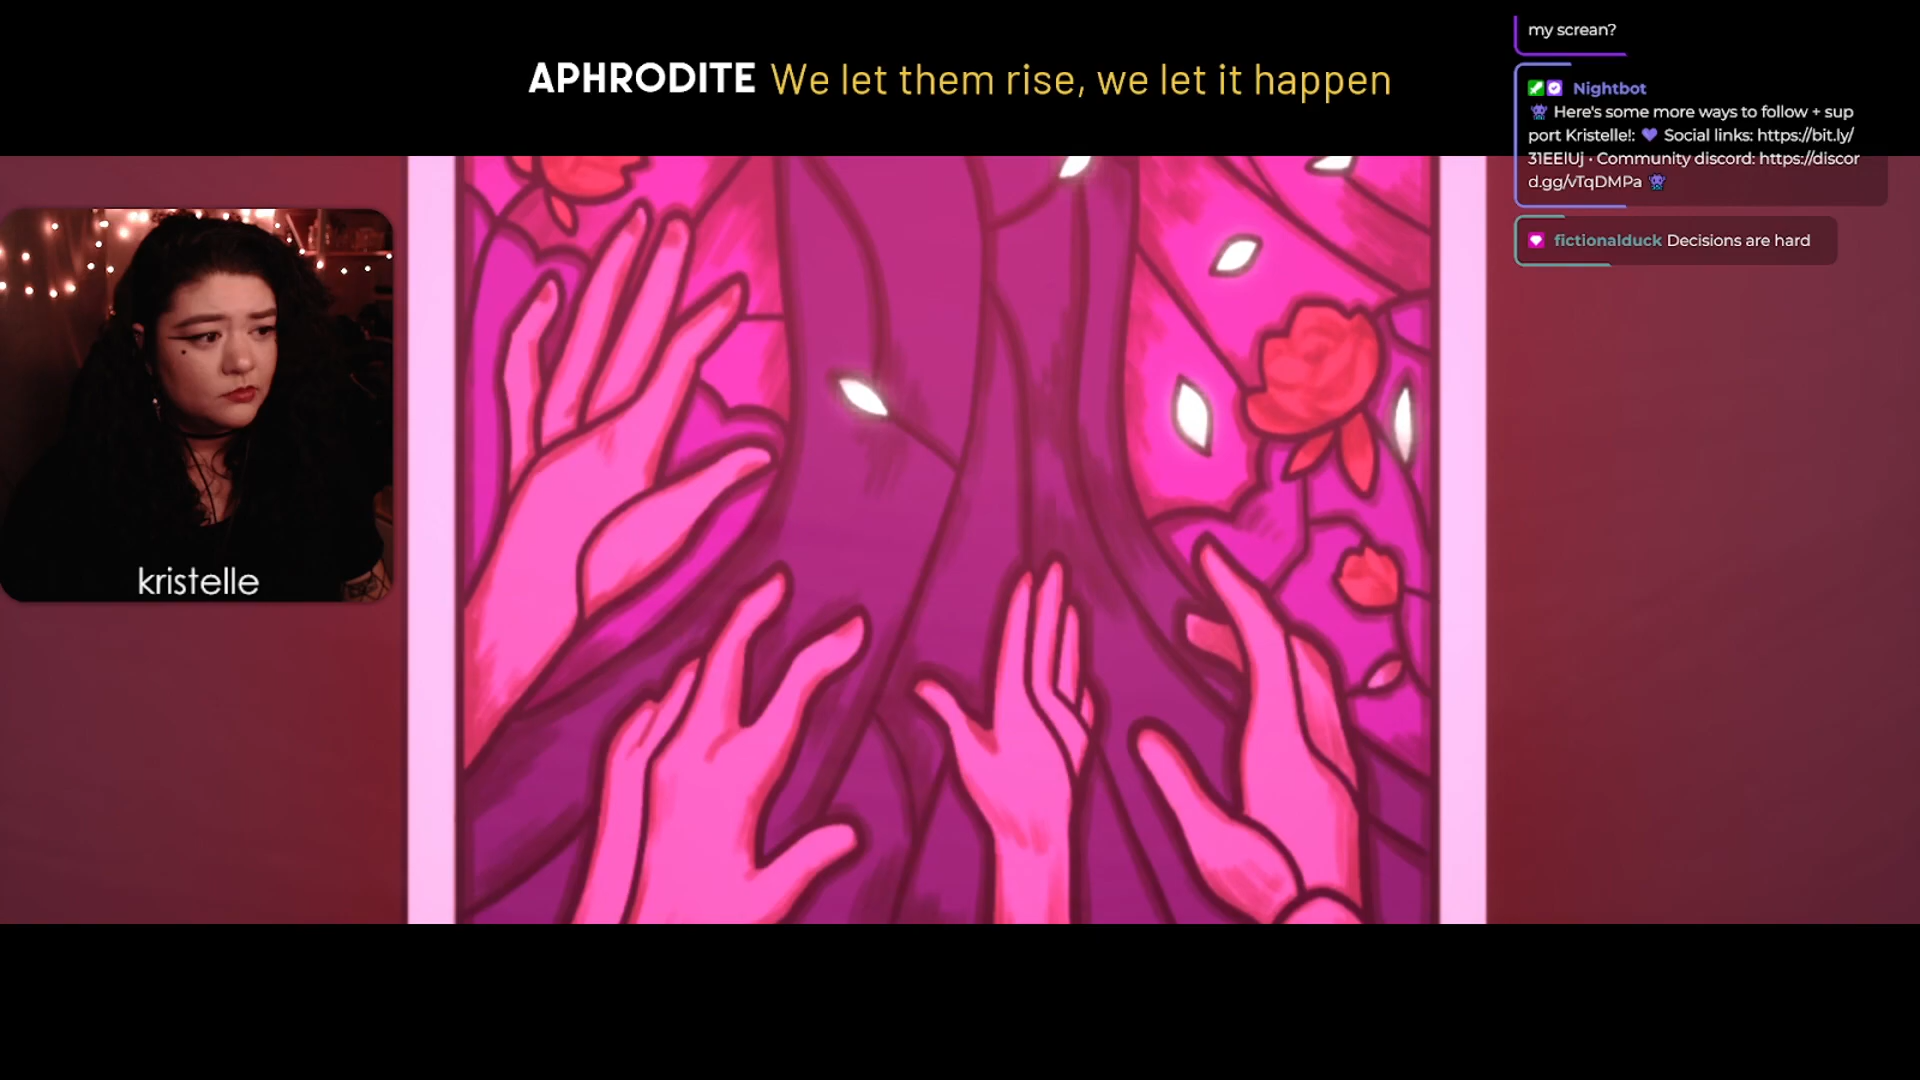 APHRODITE We let them rise, we let it happen
my screan?
Nightbot
Here's some more ways to follow + sup
port Kristelle!: 💜 Social links: https://bit.ly/
31EElUj · Community discord: https://discor
d.gg/vTqDMPa
fictionalduck Decisions are hard
kristelle